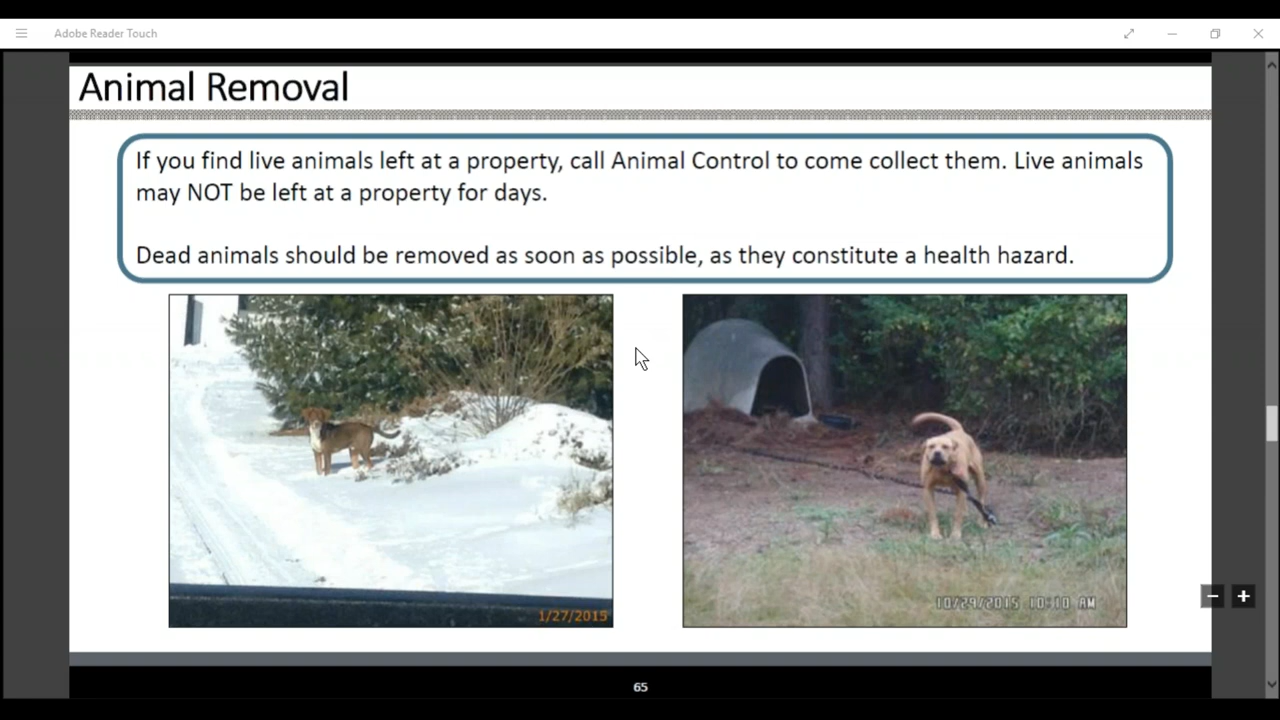 Adobe Reader Touch
Animal Removal
If you find live animals left at a property, call Animal Control to come collect them. Live animals
may NOT be left at a property for days.
Dead animals should be removed as soon as possible, as they constitute a health hazard.
1/27/2015
10/29/2015 10:10 AM
65